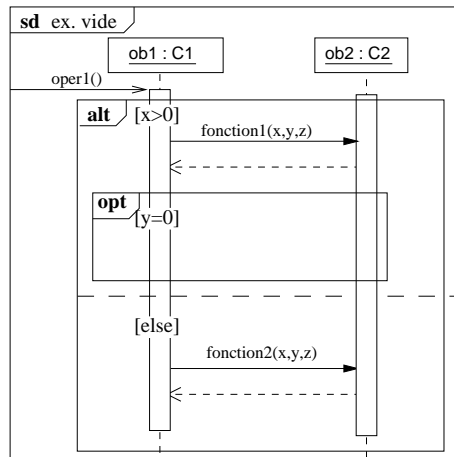 sd ex. vide
ob1 : C1
ob2 : C2
oper1()
alt
[x>0]
fonction1(x,y,z)
opt
[y=0]
[else]
fonction2(x,y,z)